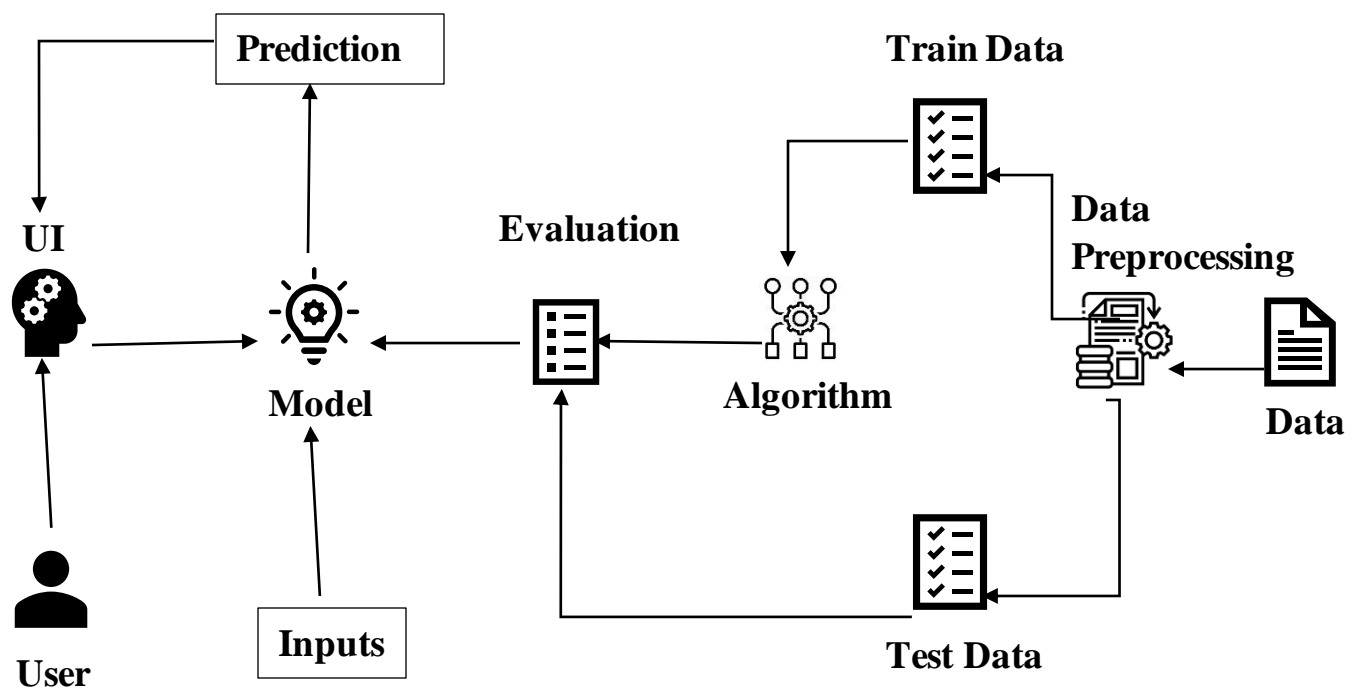 Prediction
Train Data
UI
Evaluation
Data
Preprocessing
Model
Algorithm
Data
User
Inputs
Test Data